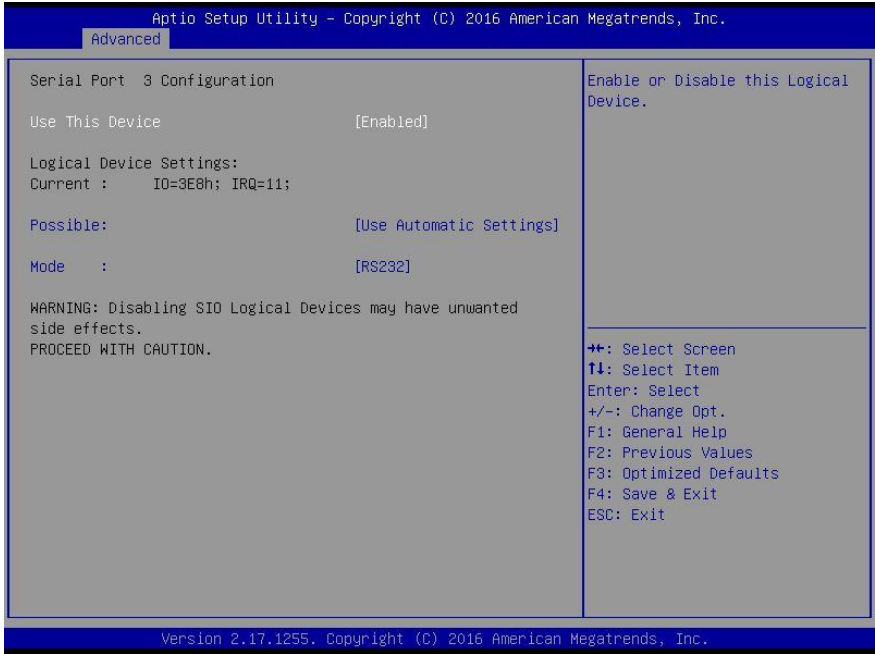 Aptio Setup Utility – Copyright (C) 2016 American Megatrends, Inc.
Advanced
Serial Port  3 Configuration
Use This Device [Enabled]
Logical Device Settings:
Current : IO=3E8h; IRQ=11;
Possible: [Use Automatic Settings]
Mode : [RS232]
WARNING: Disabling SIO Logical Devices may have unwanted
side effects.
PROCEED WITH CAUTION.
Enable or Disable this Logical
Device.
→←: Select Screen
↑↓: Select Item
Enter: Select
+/-: Change Opt.
F1: General Help
F2: Previous Values
F3: Optimized Defaults
F4: Save & Exit
ESC: Exit
Version 2.17.1255. Copyright (C) 2016 American Megatrends, Inc.